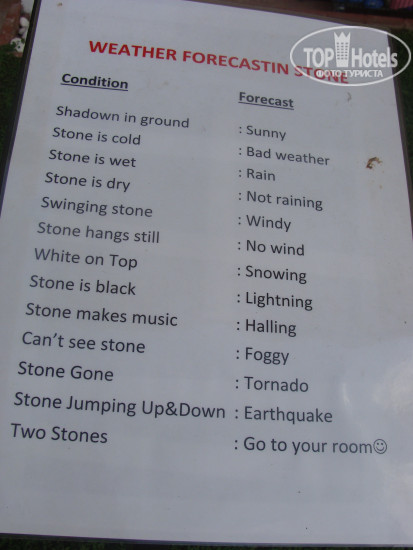 TOP Hotels
ФОТО ТУРИСТА
WEATHER FORECASTIN STONE
Condition Forecast
Shadown in ground : Sunny
Stone is cold : Bad weather
Stone is wet : Rain
Stone is dry : Not raining
Swinging stone : Windy
Stone hangs still : No wind
White on Top : Snowing
Stone is black : Lightning
Stone makes music : Halling
Can't see stone : Foggy
Stone Gone : Tornado
Stone Jumping Up&Down : Earthquake
Two Stones : Go to your room☺